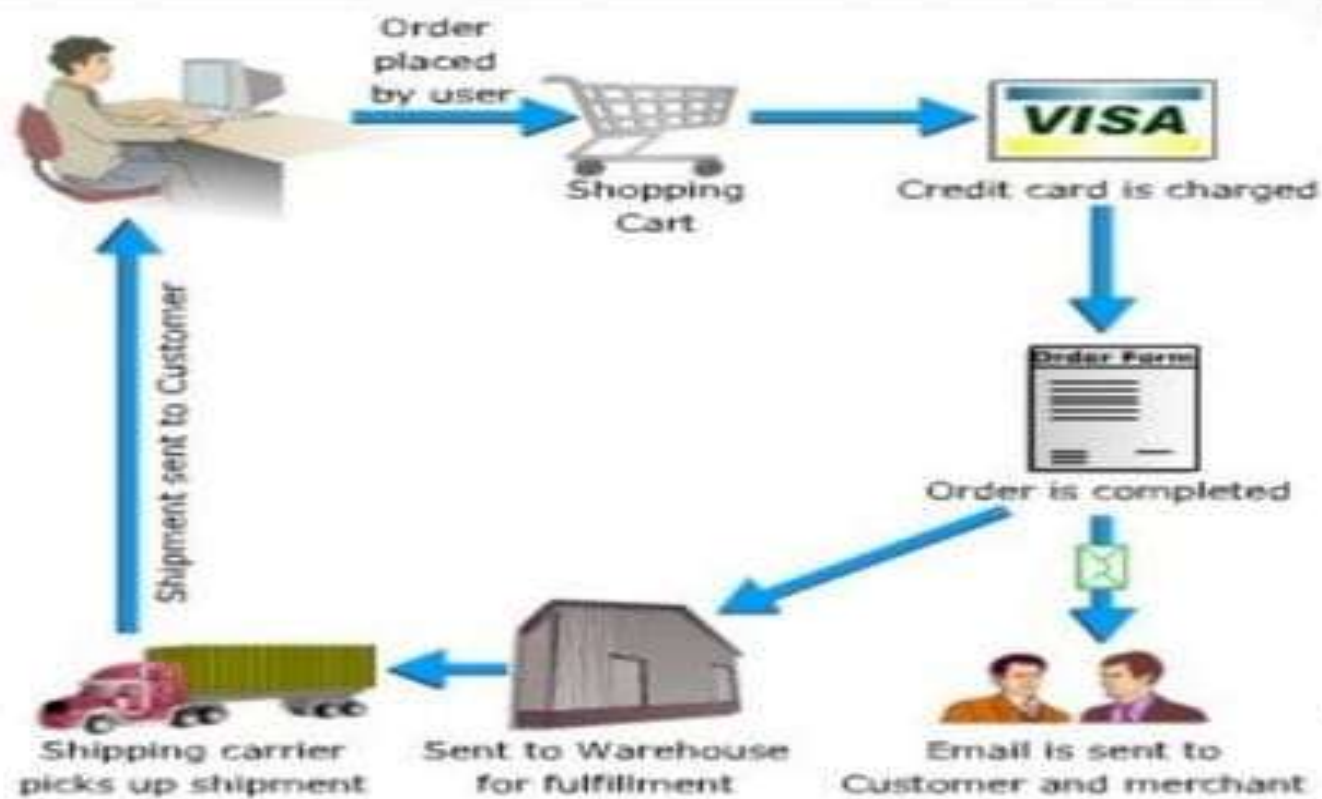 Order
placed
by user
Shopping
Cart
VISA
Credit card is charged
Order Form
Order is completed
Shipment sent to Customer
Shipping carrier
picks up shipment
Sent to Warehouse
for fulfillment
Email is sent to
Customer and merchant